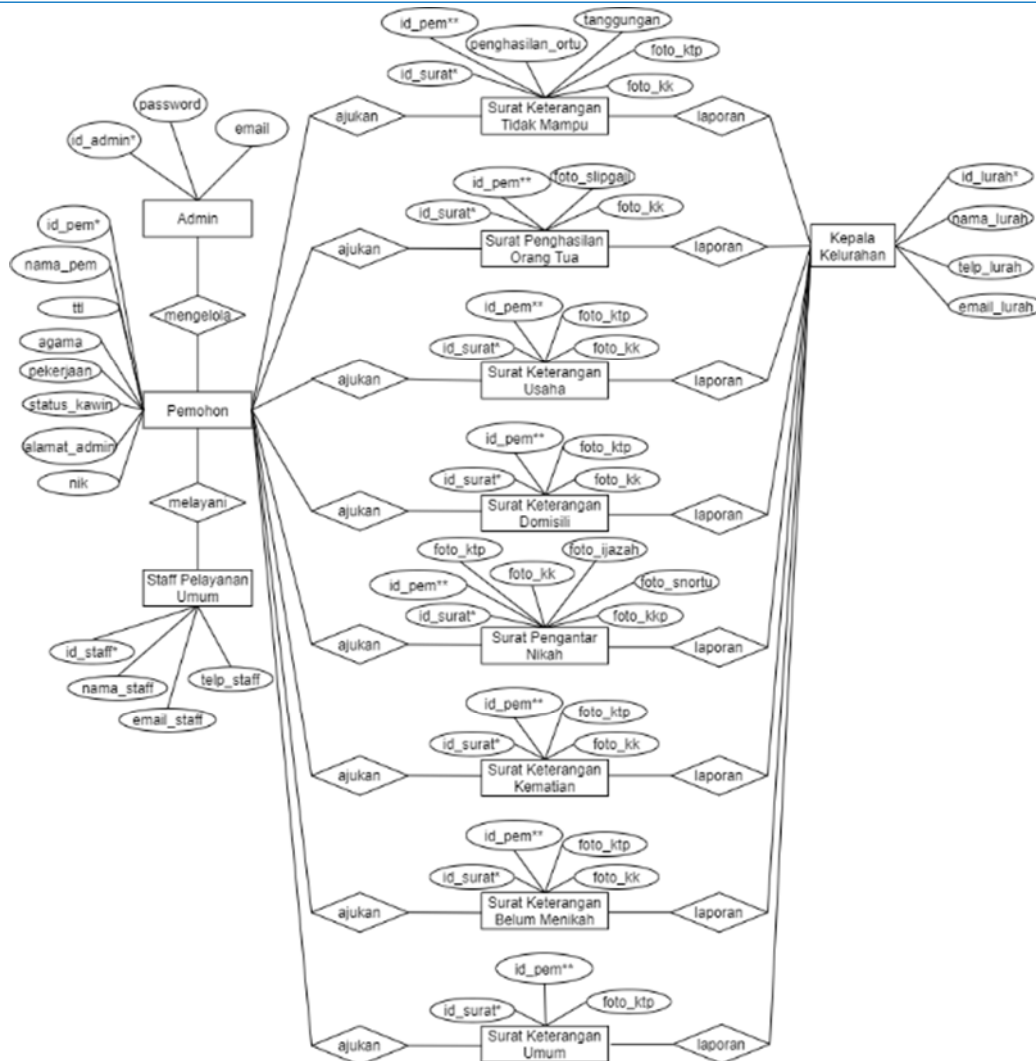 id_pem**
tanggungan
penghasilan_ortu
foto_ktp
id_surat*
foto_kk
ajukan
Surat Keterangan
Tidak Mampu
laporan
password
id_admin*
email
Admin
mengelola
id_pem*
nama_pem
ttl
agama
pekerjaan
status_kawin
alamat_admin
nik
Pemohon
melayani
Staff Pelayanan
Umum
id_staff*
nama_staff
email_staff
telp_staff
id_pem**
foto_slipgaji
id_surat*
foto_kk
ajukan
Surat Penghasilan
Orang Tua
laporan
Kepala
Kelurahan
id_lurah*
nama_lurah
telp_lurah
email_lurah
id_pem**
foto_ktp
id_surat*
foto_kk
ajukan
Surat Keterangan
Usaha
laporan
id_pem**
foto_ktp
id_surat*
foto_kk
ajukan
Surat Keterangan
Domisili
laporan
foto_ktp
foto_ijazah
foto_kk
id_pem**
foto_snortu
id_surat*
foto_kkp
ajukan
Surat Pengantar
Nikah
laporan
id_pem**
foto_ktp
id_surat*
foto_kk
ajukan
Surat Keterangan
Kematian
laporan
id_pem**
foto_ktp
id_surat*
foto_kk
ajukan
Surat Keterangan
Belum Menikah
laporan
id_pem**
id_surat*
foto_ktp
ajukan
Surat Keterangan
Umum
laporan